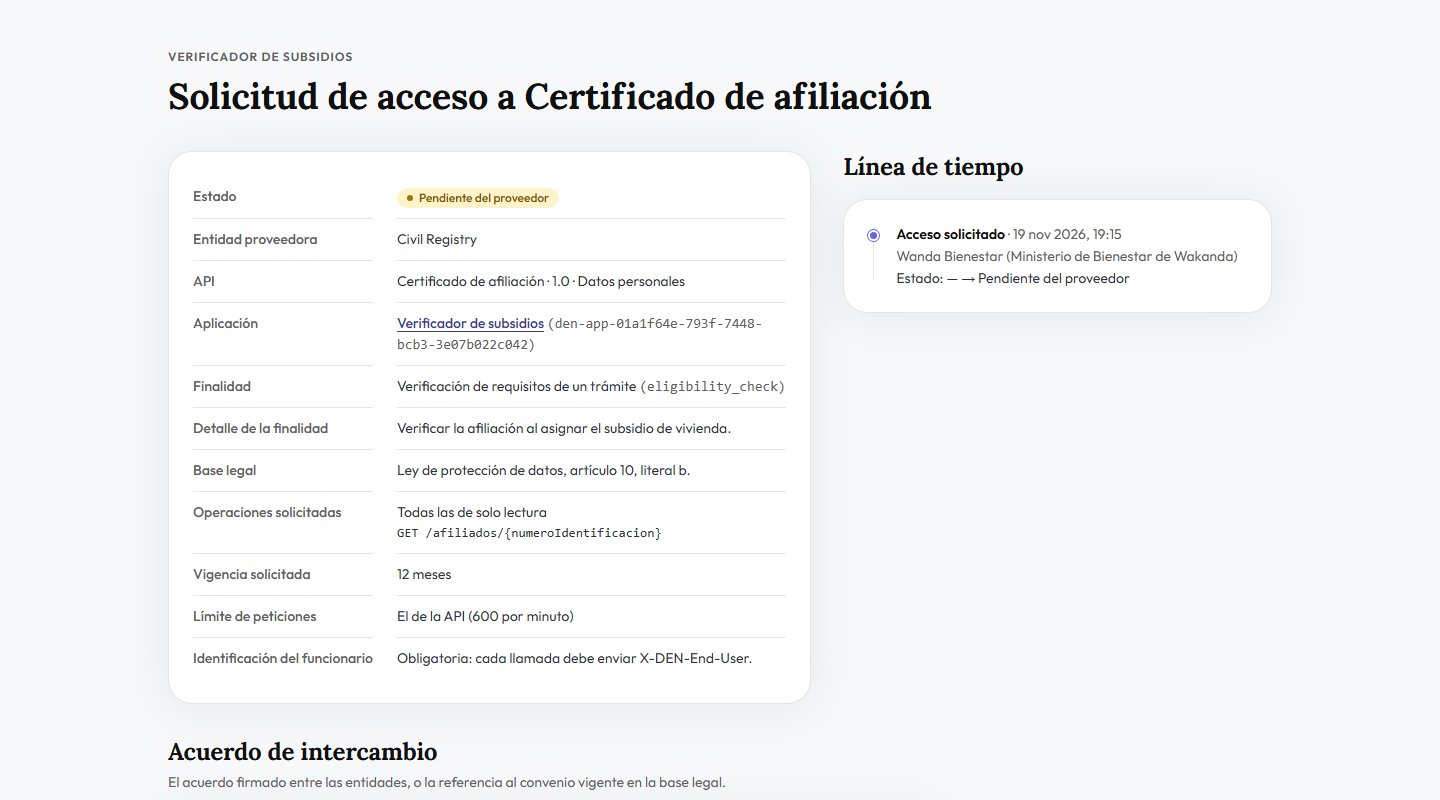 VERIFICADOR DE SUBSIDIOS
Solicitud de acceso a Certificado de afiliación
Estado
Pendiente del proveedor
Entidad proveedora
Civil Registry
API
Certificado de afiliación · 1.0 · Datos personales
Aplicación
Verificador de subsidios (den-app-01a1f64e-793f-7448-
bcb3-3e07b022c042)
Finalidad
Verificación de requisitos de un trámite (eligibility_check)
Detalle de la finalidad
Verificar la afiliación al asignar el subsidio de vivienda.
Base legal
Ley de protección de datos, artículo 10, literal b.
Operaciones solicitadas
Todas las de solo lectura
GET /afiliados/{numeroIdentificacion}
Vigencia solicitada
12 meses
Límite de peticiones
El de la API (600 por minuto)
Identificación del funcionario
Obligatoria: cada llamada debe enviar X-DEN-End-User.
Línea de tiempo
Acceso solicitado · 19 nov 2026, 19:15
Wanda Bienestar (Ministerio de Bienestar de Wakanda)
Estado: — → Pendiente del proveedor
Acuerdo de intercambio
El acuerdo firmado entre las entidades, o la referencia al convenio vigente en la base legal.